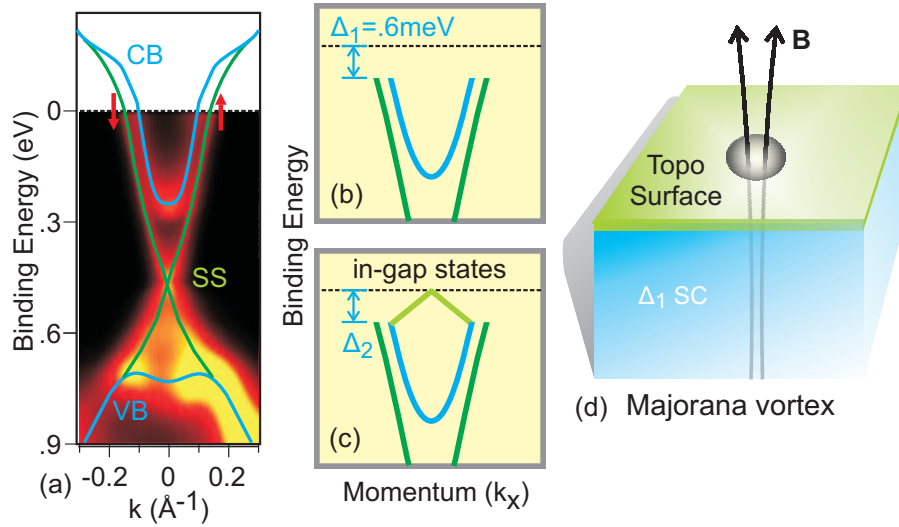 CB
0
.3
.6
.9
Binding Energy (eV)
SS
VB
(a)
-0.2
0
0.2
k (Å⁻¹)
Δ₁=.6meV
(b)
Binding Energy
in-gap states
Δ₂
(c)
Momentum (kₓ)
B
Topo
Surface
Δ₁ SC
(d) Majorana vortex